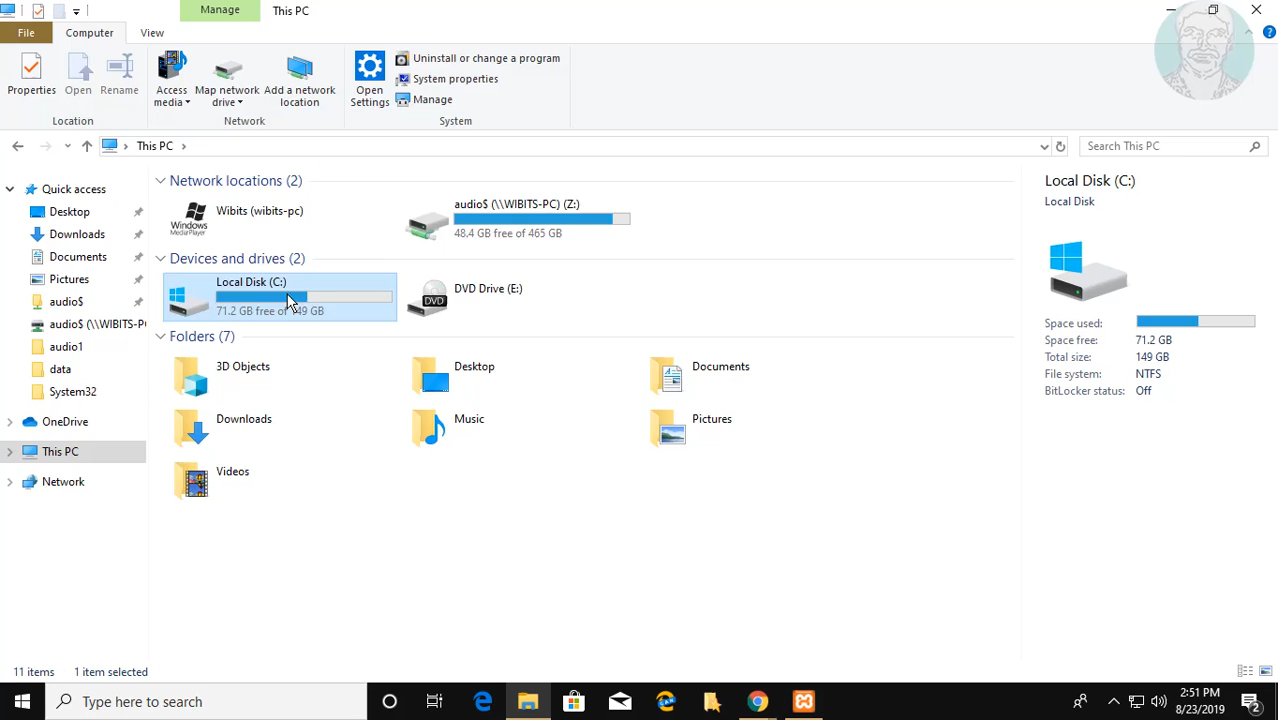 Manage
This PC
File
Computer
View
Properties
Open
Rename
Access media
Map network drive
Add a network location
Open Settings
Uninstall or change a program
System properties
Manage
Location
Network
System
This PC
Search This PC
Quick access
Desktop
Downloads
Documents
Pictures
audio$
audio$ (\\WIBITS-P
audio1
data
System32
OneDrive
This PC
Network
Network locations (2)
Windows
MediaPlayer
Wibits (wibits-pc)
audio$ (\\WIBITS-PC) (Z:)
48.4 GB free of 465 GB
Devices and drives (2)
Local Disk (C:)
71.2 GB free of 149 GB
DVD
DVD Drive (E:)
Folders (7)
3D Objects
Desktop
Documents
Downloads
Music
Pictures
Videos
Local Disk (C:)
Local Disk
Space used:
Space free: 71.2 GB
Total size: 149 GB
File system: NTFS
BitLocker status: Off
11 items
1 item selected
Type here to search
2:51 PM
8/23/2019
2